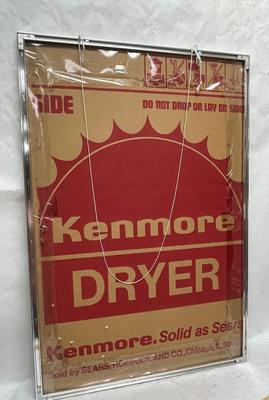 SIDE
DO NOT DROP OR LAY ON SIDE
Kenmore
DRYER
Kenmore. Solid as Sears
Sold by SEARS, ROEBUCK AND CO., Chicago, IL